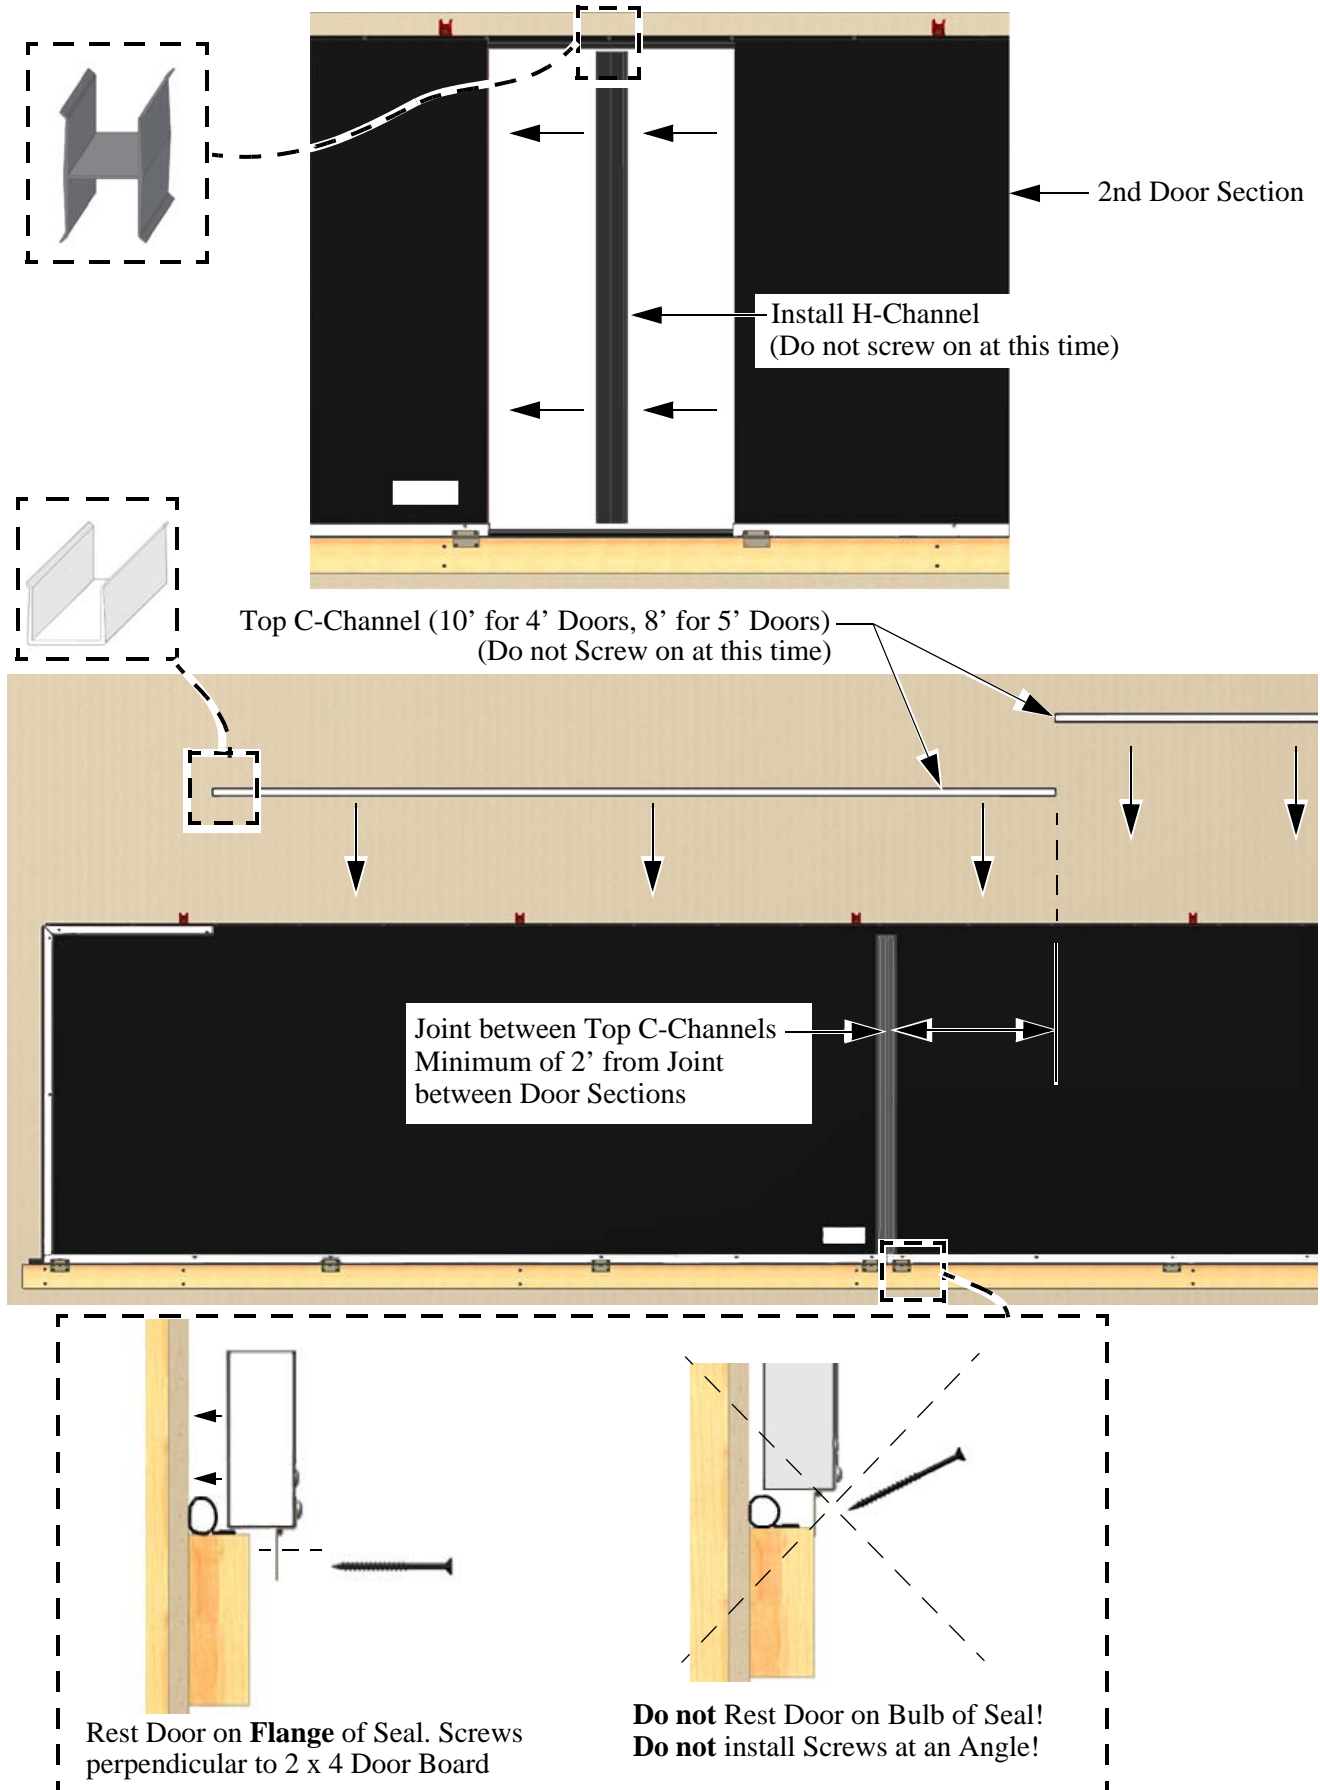 2nd Door Section
Install H-Channel
(Do not screw on at this time)
Top C-Channel (10’ for 4’ Doors, 8’ for 5’ Doors)
(Do not Screw on at this time)
Joint between Top C-Channels
Minimum of 2’ from Joint
between Door Sections
Rest Door on Flange of Seal. Screws
perpendicular to 2 x 4 Door Board
Do not Rest Door on Bulb of Seal!
Do not install Screws at an Angle!